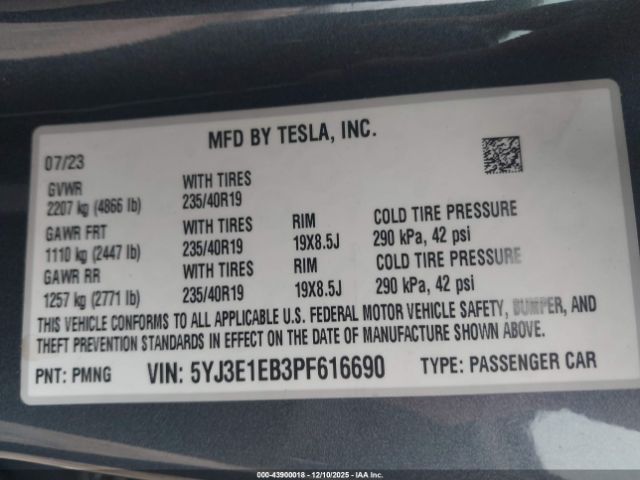 MFD BY TESLA, INC.
07/23
GVWR WITH TIRES
2207 kg (4866 lb) 235/40R19
GAWR FRT WITH TIRES RIM COLD TIRE PRESSURE
1110 kg (2447 lb) 235/40R19 19X8.5J 290 kPa, 42 psi
GAWR RR WITH TIRES RIM COLD TIRE PRESSURE
1257 kg (2771 lb) 235/40R19 19X8.5J 290 kPa, 42 psi
THIS VEHICLE CONFORMS TO ALL APPLICABLE U.S. FEDERAL MOTOR VEHICLE SAFETY, BUMPER, AND
THEFT PREVENTION STANDARDS IN EFFECT ON THE DATE OF MANUFACTURE SHOWN ABOVE.
PNT: PMNG VIN: 5YJ3E1EB3PF616690 TYPE: PASSENGER CAR
000-43900018 - 12/10/2025 - IAA, Inc.